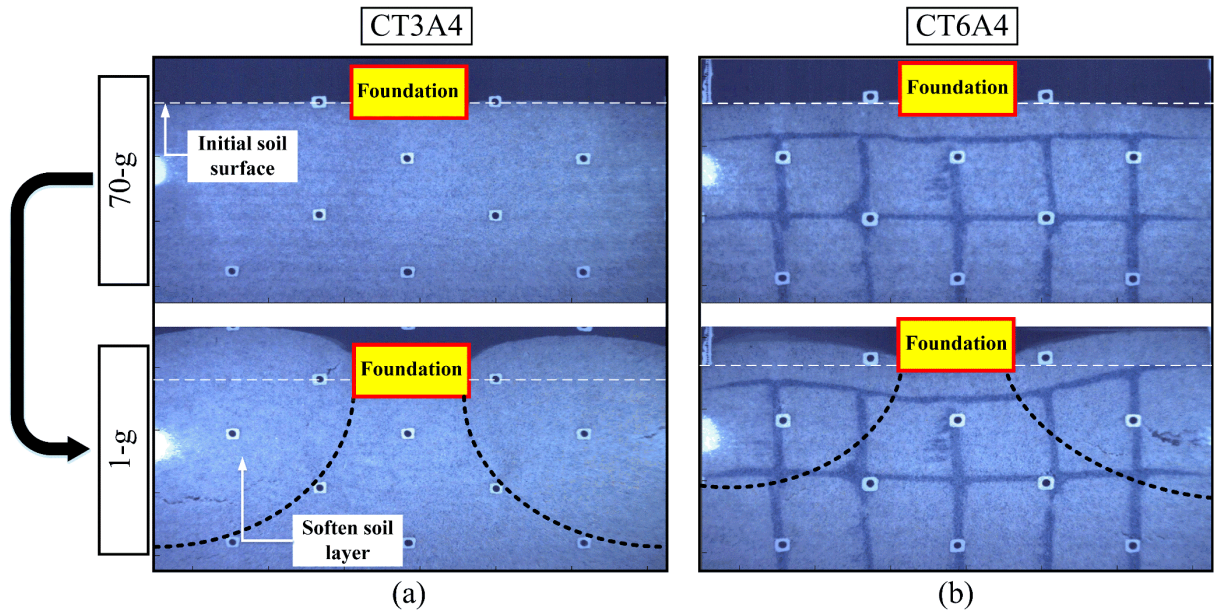 CT3A4
CT6A4
70-g
Foundation
Initial soil
surface
Foundation
1-g
Foundation
Soften soil
layer
Foundation
(a)
(b)